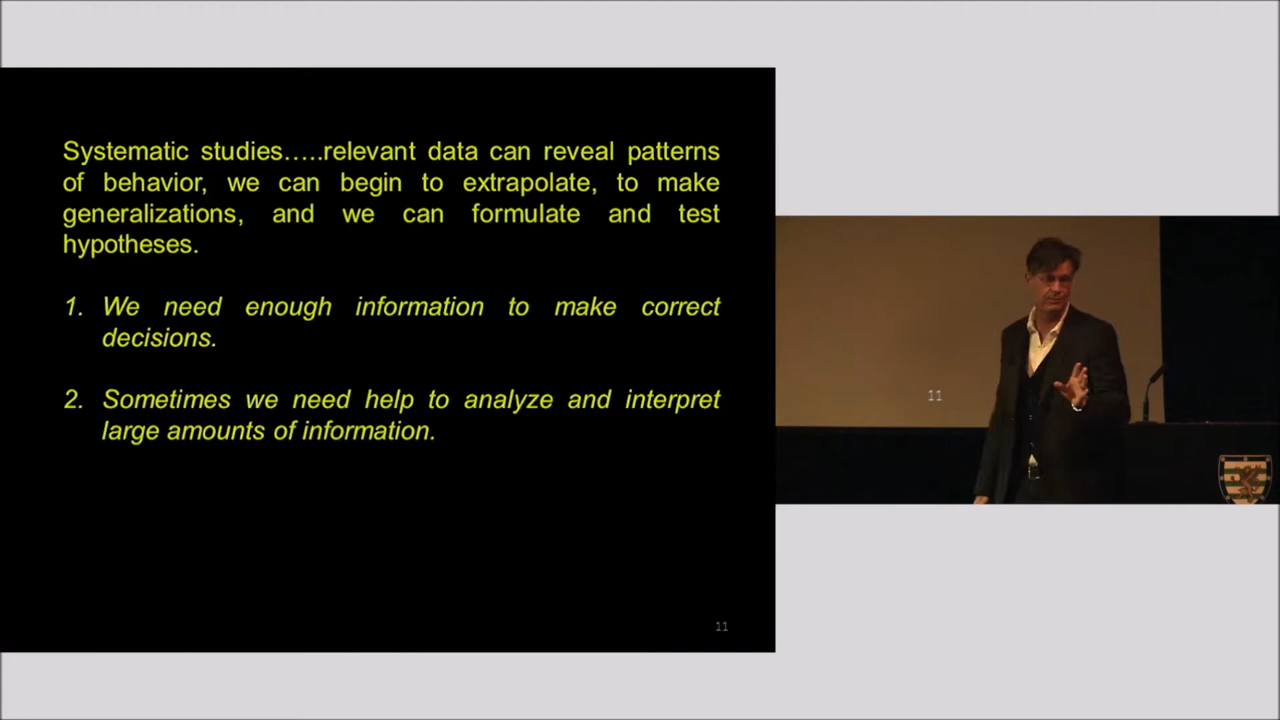 Systematic studies…..relevant data can reveal patterns
of behavior, we can begin to extrapolate, to make
generalizations, and we can formulate and test
hypotheses.
1. We need enough information to make correct
decisions.
2. Sometimes we need help to analyze and interpret
large amounts of information.
11
11